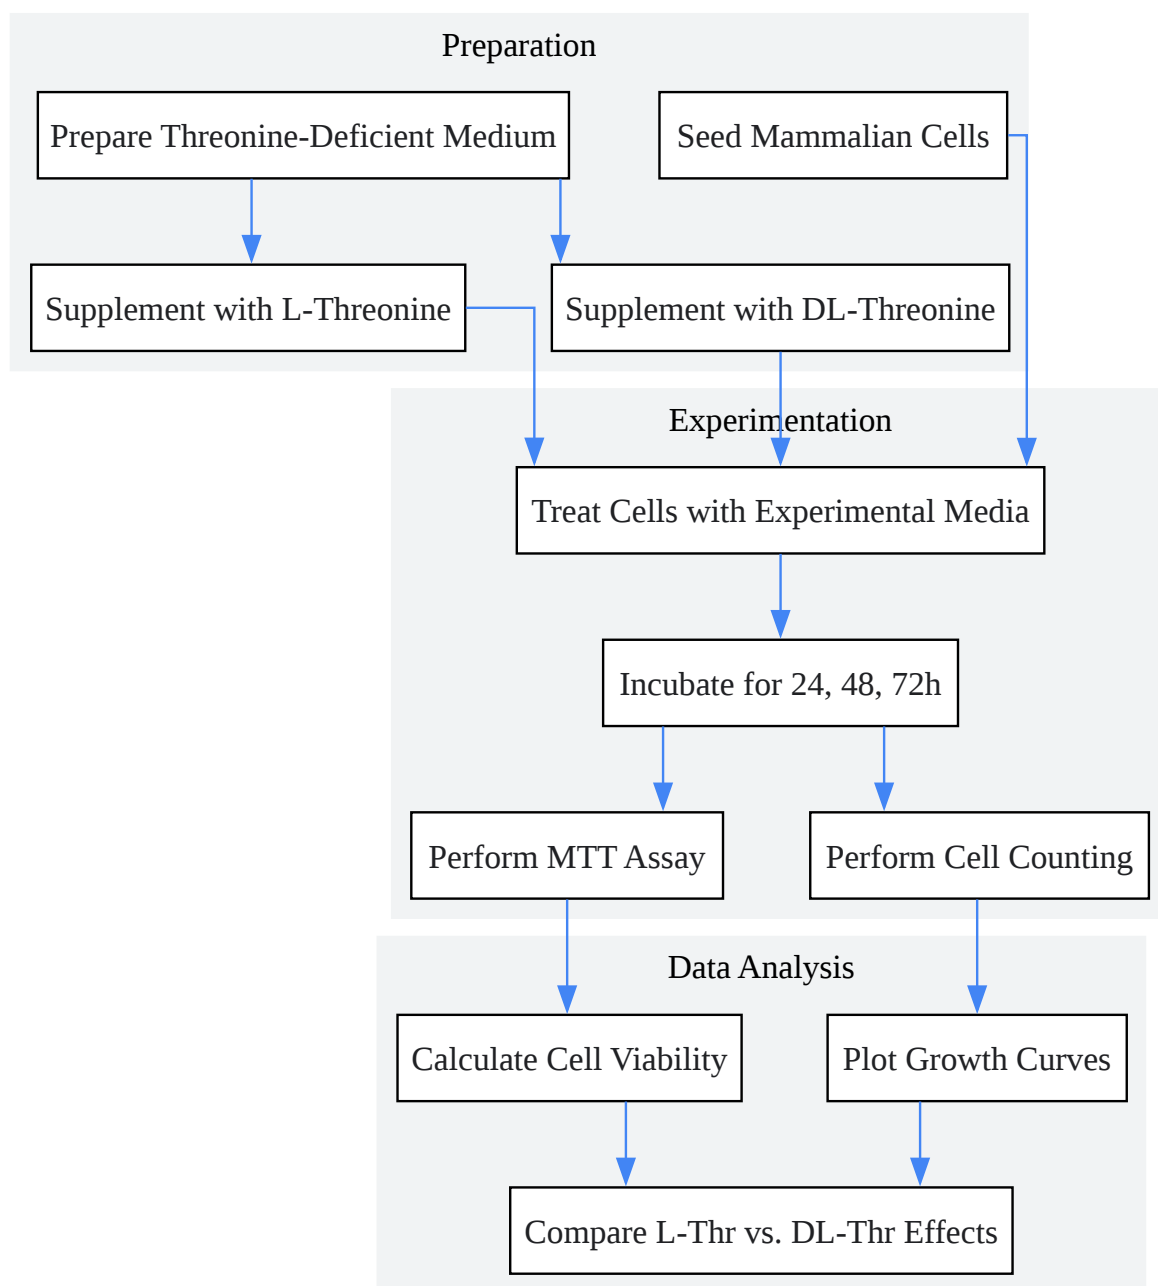 Preparation
Prepare Threonine-Deficient Medium
Seed Mammalian Cells
Supplement with L-Threonine
Supplement with DL-Threonine
Experimentation
Treat Cells with Experimental Media
Incubate for 24, 48, 72h
Perform MTT Assay
Perform Cell Counting
Data Analysis
Calculate Cell Viability
Plot Growth Curves
Compare L-Thr vs. DL-Thr Effects